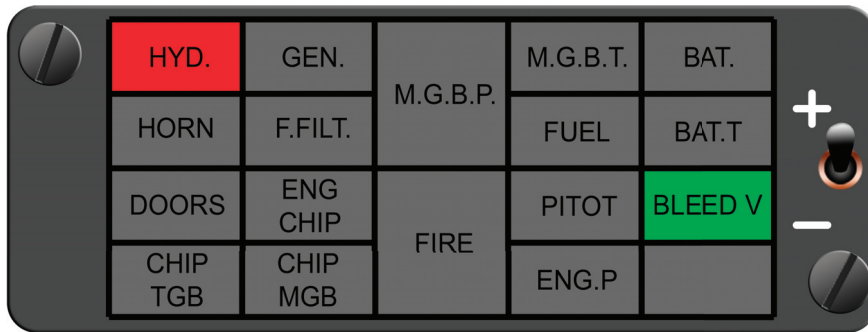 HYD.
GEN.
M.G.B.P.
M.G.B.T.
BAT.
HORN
F.FILT.
FUEL
BAT.T
DOORS
ENG
CHIP
FIRE
PITOT
BLEED V
CHIP
TGB
CHIP
MGB
ENG.P
+
−